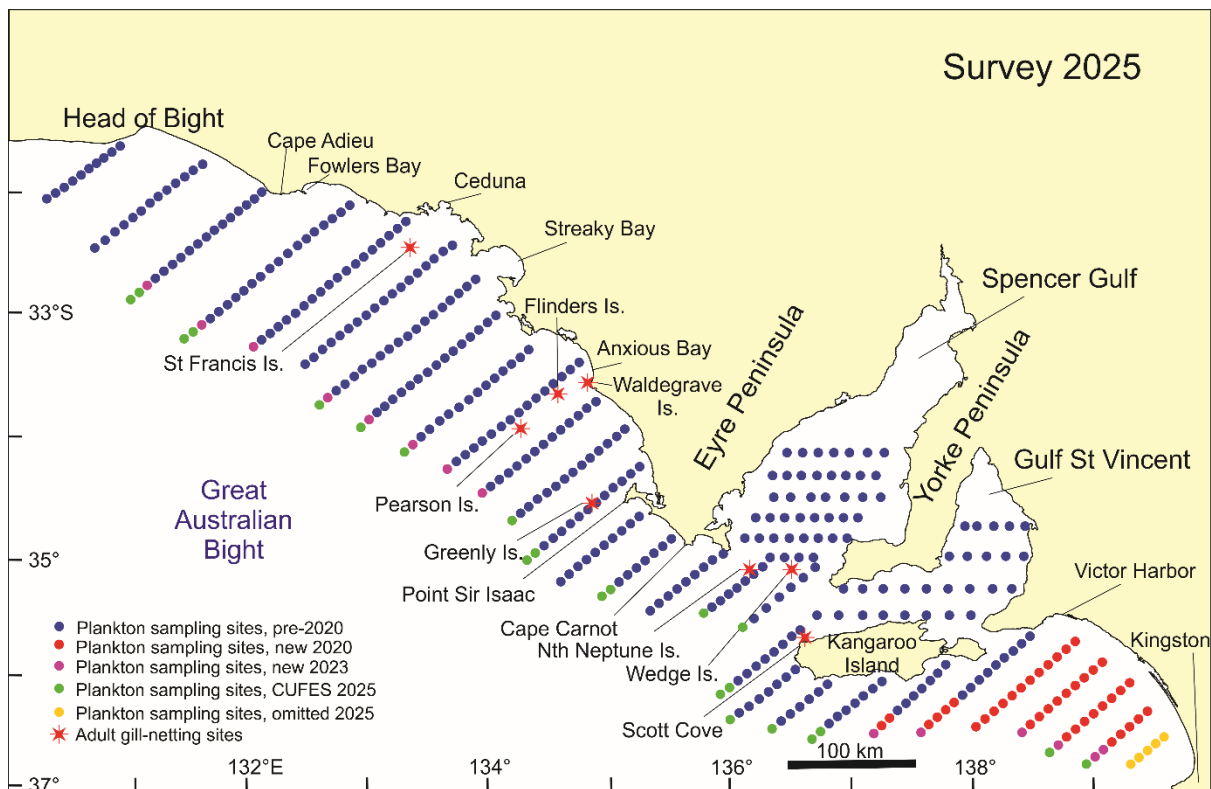 Survey 2025
Head of Bight
Cape Adieu
Fowlers Bay
Ceduna
Streaky Bay
Spencer Gulf
Flinders Is.
33°S
Anxious Bay
St Francis Is.
Waldegrave
Is.
Eyre Peninsula
Yorke Peninsula
Gulf St Vincent
Great
Australian
Bight
Pearson Is.
Greenly Is.
35°
Point Sir Isaac
Victor Harbor
Cape Carnot
Nth Neptune Is.
Kangaroo
Island
Kingston
Wedge Is.
Scott Cove
Plankton sampling sites, pre-2020
Plankton sampling sites, new 2020
Plankton sampling sites, new 2023
Plankton sampling sites, CUFES 2025
Plankton sampling sites, omitted 2025
Adult gill-netting sites
100 km
37°
132°E
134°
136°
138°